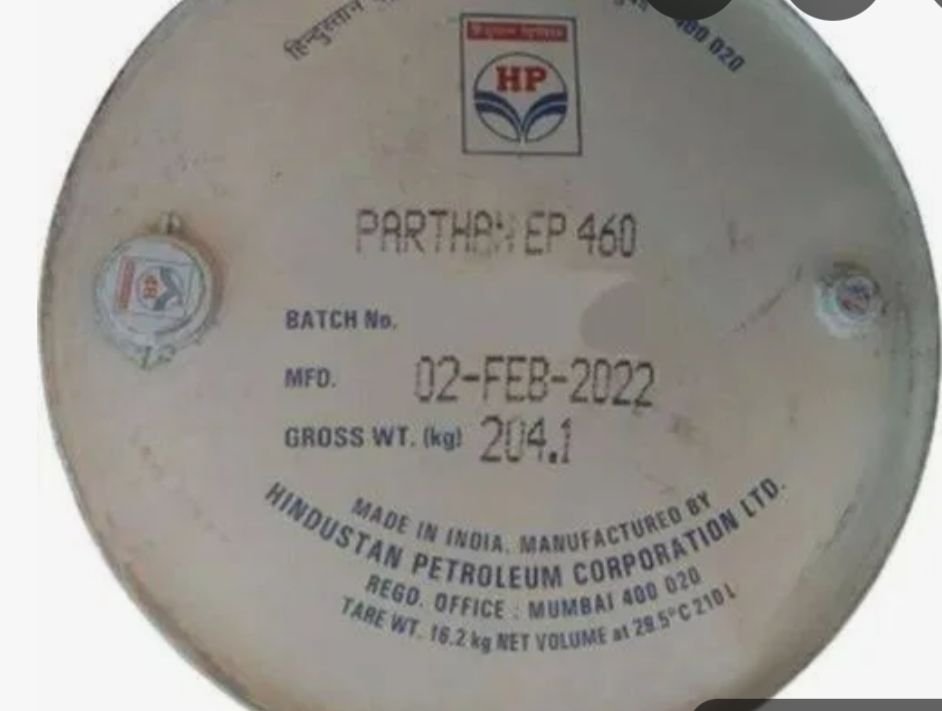 हिन्दुस्तान 400 020
HP
PARTHAN EP 460
BATCH No.
MFD. 02-FEB-2022
GROSS WT. (kg) 204.1
MADE IN INDIA. MANUFACTURED BY
HINDUSTAN PETROLEUM CORPORATION LTD.
REGD. OFFICE : MUMBAI 400 020
TARE WT. 16.2 kg NET VOLUME at 29.5°C 210 L